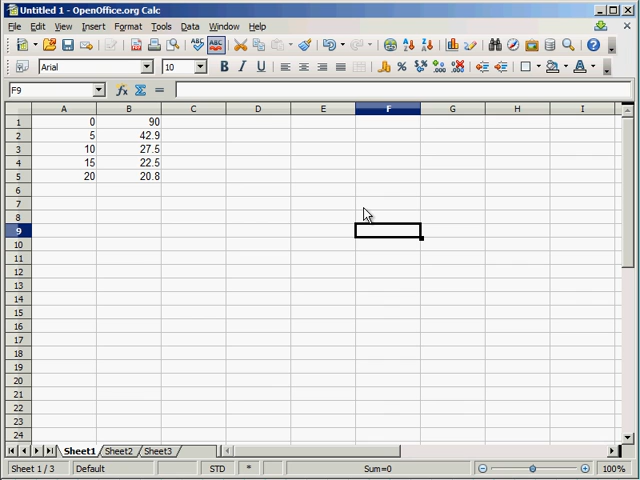 Untitled 1 - OpenOffice.org Calc
File Edit View Insert Format Tools Data Window Help
Arial 10 B I U
F9
A B C D E F G H I
1 0 90
2 5 42.9
3 10 27.5
4 15 22.5
5 20 20.8
6
7
8
9
10
11
12
13
14
15
16
17
18
19
20
21
22
23
24
Sheet1 Sheet2 Sheet3
Sheet 1 / 3 Default STD * Sum=0 100%